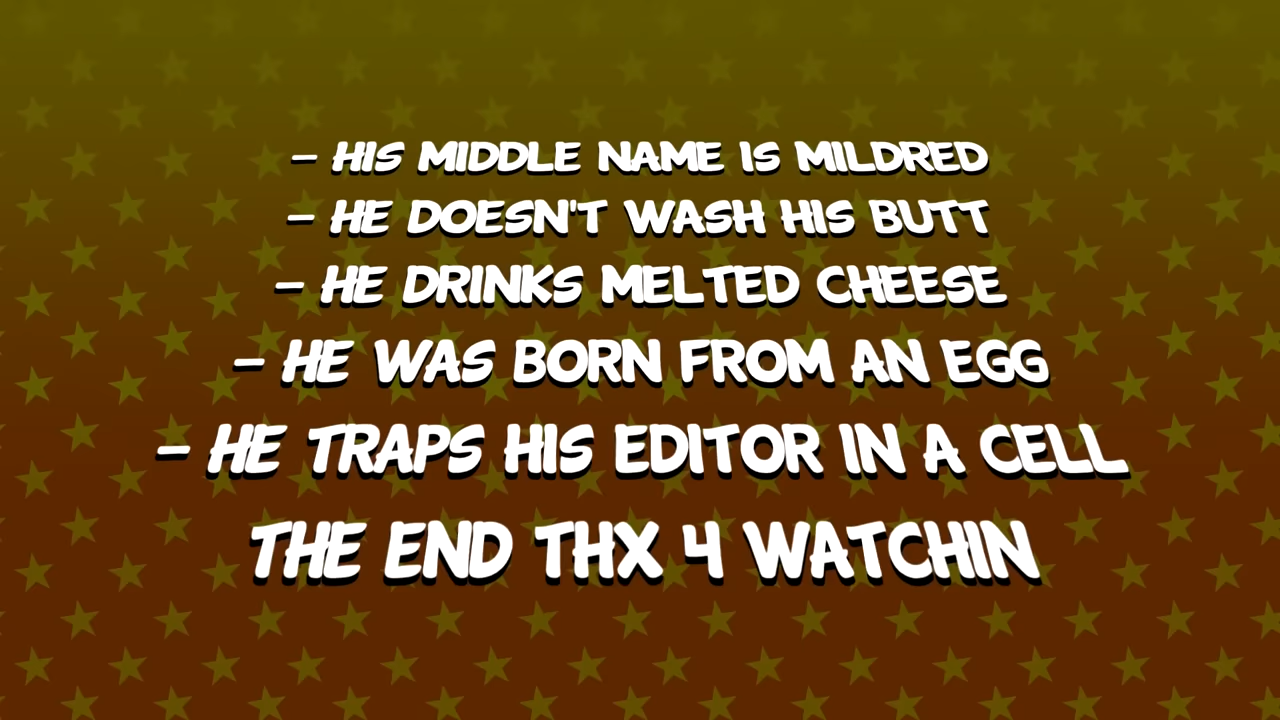 - HIS MIDDLE NAME IS MILDRED
- HE DOESN'T WASH HIS BUTT
- HE DRINKS MELTED CHEESE
- HE WAS BORN FROM AN EGG
- HE TRAPS HIS EDITOR IN A CELL
THE END THX 4 WATCHIN